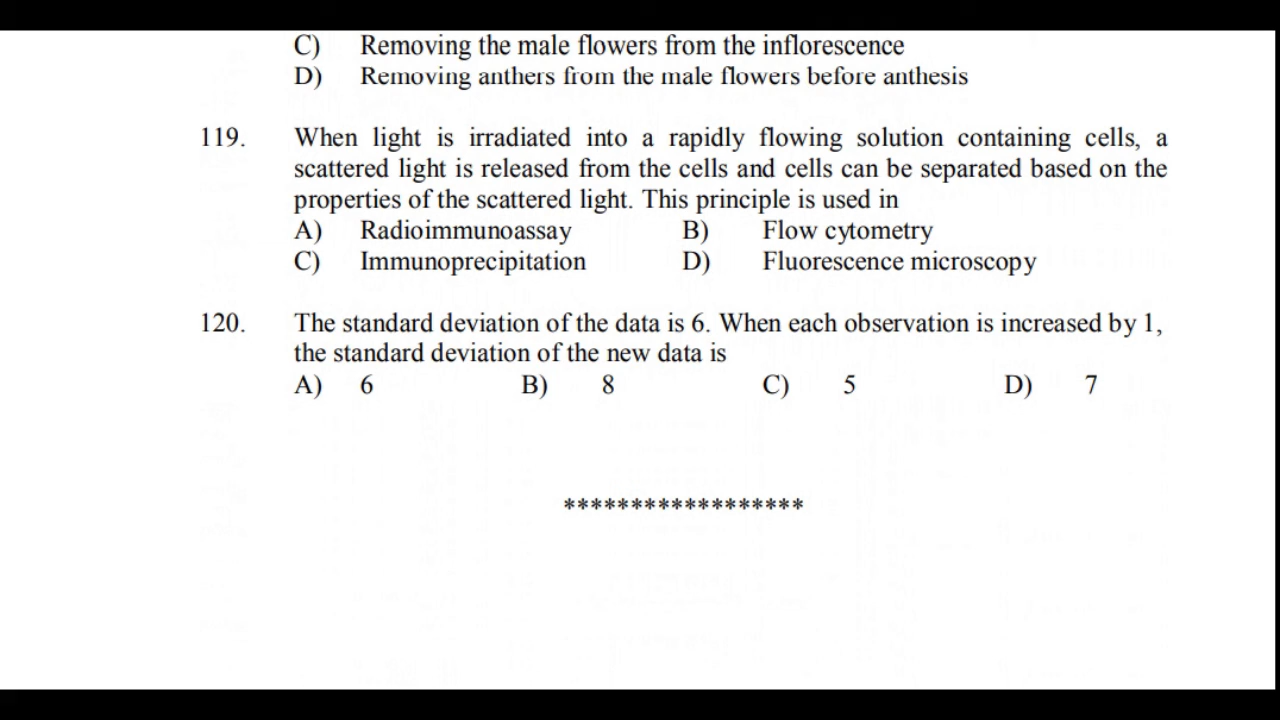 C) Removing the male flowers from the inflorescence
D) Removing anthers from the male flowers before anthesis
119. When light is irradiated into a rapidly flowing solution containing cells, a
scattered light is released from the cells and cells can be separated based on the
properties of the scattered light. This principle is used in
A) Radioimmunoassay B) Flow cytometry
C) Immunoprecipitation D) Fluorescence microscopy
120. The standard deviation of the data is 6. When each observation is increased by 1,
the standard deviation of the new data is
A) 6 B) 8 C) 5 D) 7
******************